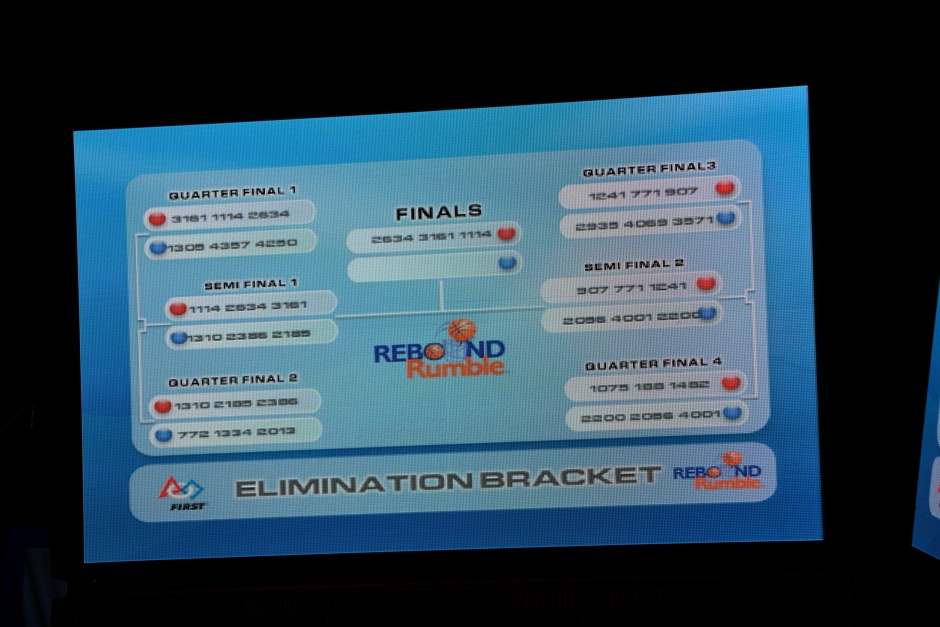 QUARTER FINAL 1
3161 1114 2634
1305 4357 4250
SEMI FINAL 1
1114 2634 3161
1310 2386 2185
QUARTER FINAL 2
1310 2185 2386
772 1334 2013
FINALS
2634 3161 1114
REBOUND
Rumble
QUARTER FINAL3
1241 771 907
2935 4069 3571
SEMI FINAL 2
907 771 1241
2056 4001 2200
QUARTER FINAL 4
1075 188 1482
2200 2056 4001
FIRST
ELIMINATION BRACKET
REBOUND
Rumble